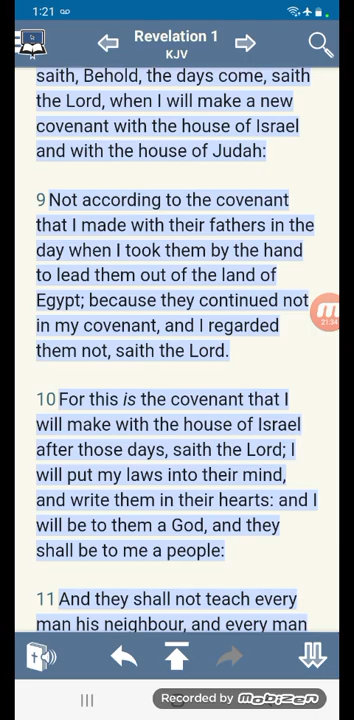 1:21
Revelation 1
KJV
saith, Behold, the days come, saith
the Lord, when I will make a new
covenant with the house of Israel
and with the house of Judah:
9 Not according to the covenant
that I made with their fathers in the
day when I took them by the hand
to lead them out of the land of
Egypt; because they continued not
in my covenant, and I regarded
them not, saith the Lord.
10 For this is the covenant that I
will make with the house of Israel
after those days, saith the Lord; I
will put my laws into their mind,
and write them in their hearts: and I
will be to them a God, and they
shall be to me a people:
11 And they shall not teach every
man his neighbour, and every man
21:54
Recorded by MOBIZEN